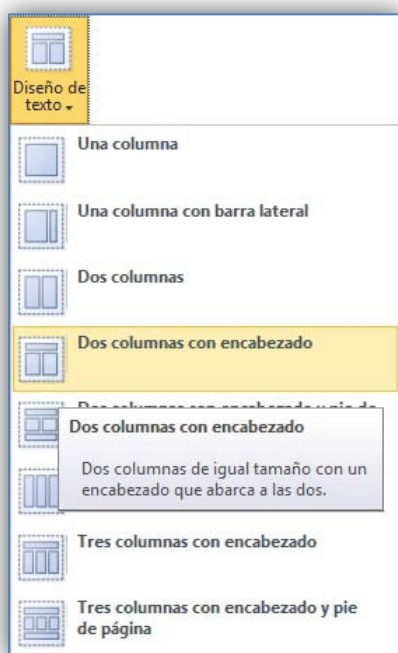 Diseño de
texto
Una columna
Una columna con barra lateral
Dos columnas
Dos columnas con encabezado
Dos columnas con encabezado
Dos columnas de igual tamaño con un
encabezado que abarca a las dos.
Tres columnas con encabezado
Tres columnas con encabezado y pie
de página